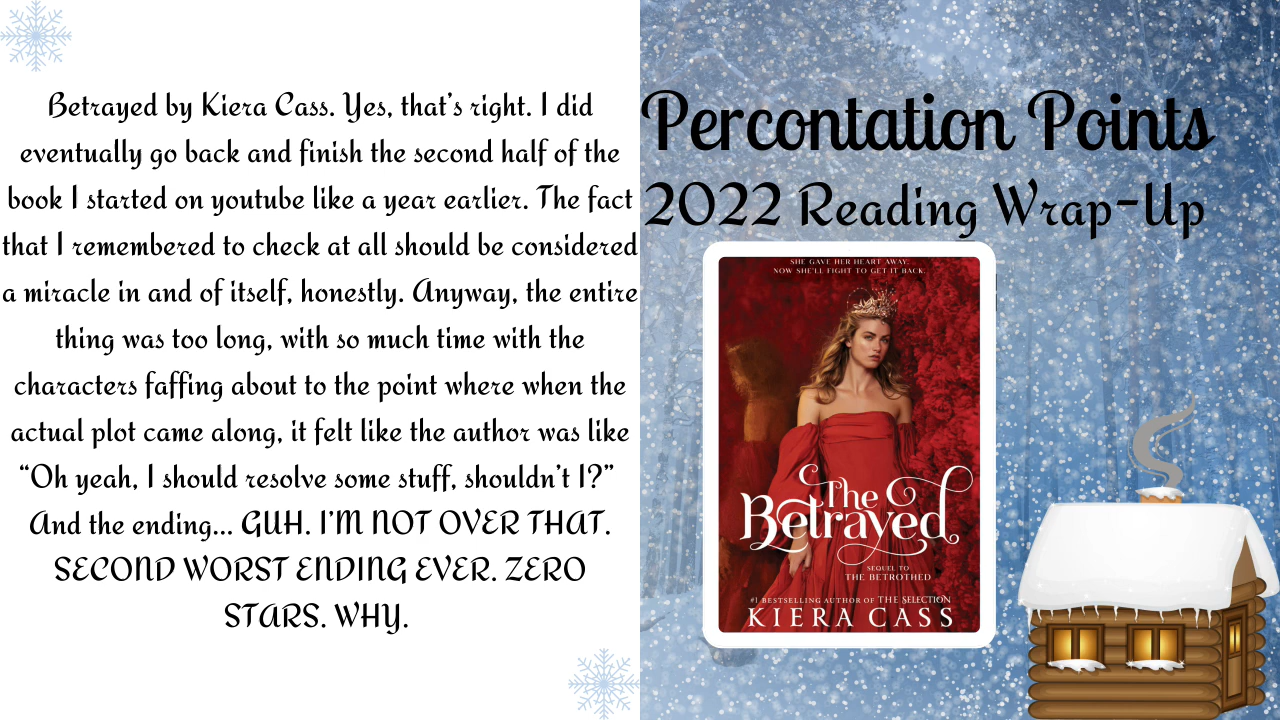 Betrayed by Kiera Cass. Yes, that's right. I did
eventually go back and finish the second half of the
book I started on youtube like a year earlier. The fact
that I remembered to check at all should be considered
a miracle in and of itself, honestly. Anyway, the entire
thing was too long, with so much time with the
characters faffing about to the point where when the
actual plot came along, it felt like the author was like
“Oh yeah, I should resolve some stuff, shouldn't I?”
And the ending... GUH. I'M NOT OVER THAT.
SECOND WORST ENDING EVER. ZERO
STARS. WHY.
Percontation Points
2022 Reading Wrap-Up
SHE GAVE HER HEART AWAY.
NOW SHE'LL FIGHT TO GET IT BACK.
The
Betrayed
SEQUEL TO
THE BETROTHED
#1 BESTSELLING AUTHOR OF THE SELECTION
KIERA CASS